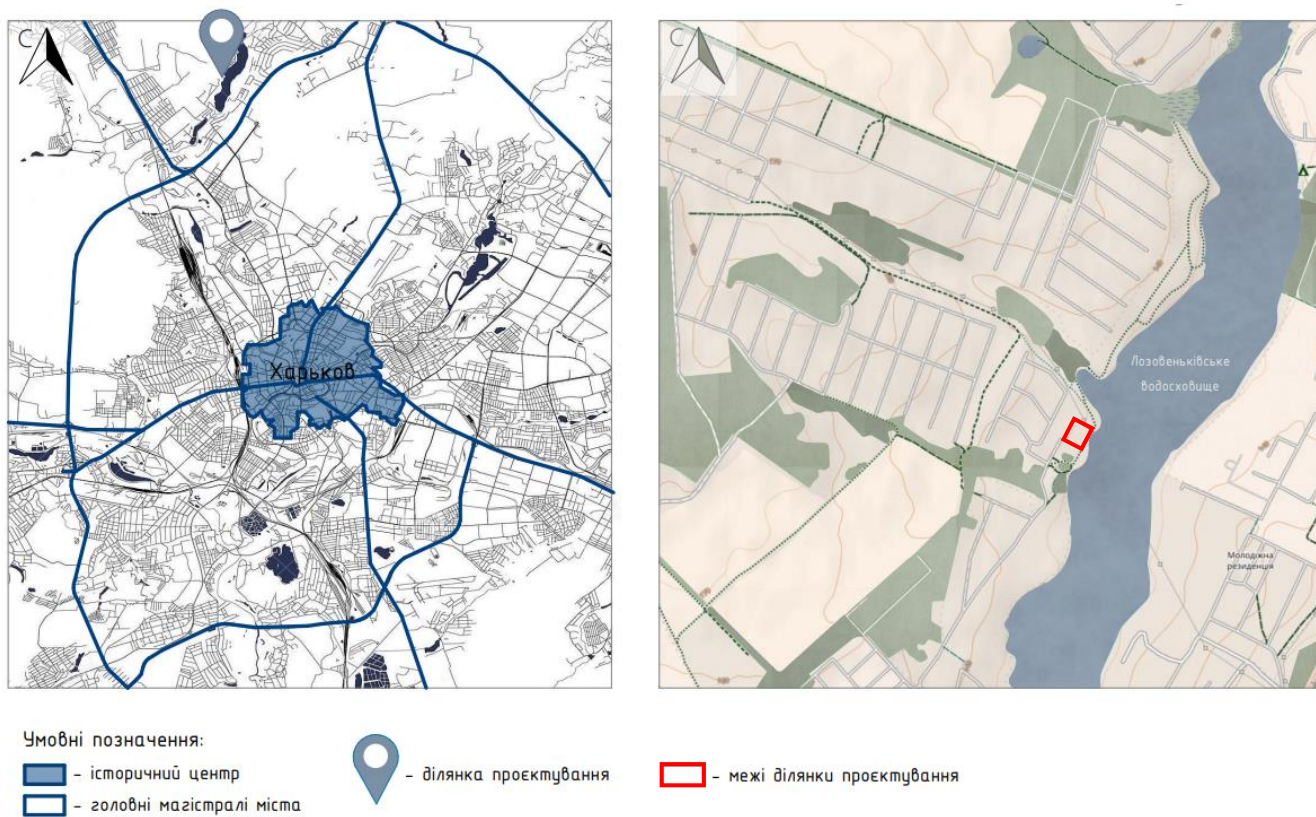 С
Харьков
С
Лозовеньківське
водосховище
Молодіжна
резиденція
Умовні позначення:
- історичний центр
- головні магістралі міста
- ділянка проєктування
- межі ділянки проєктування